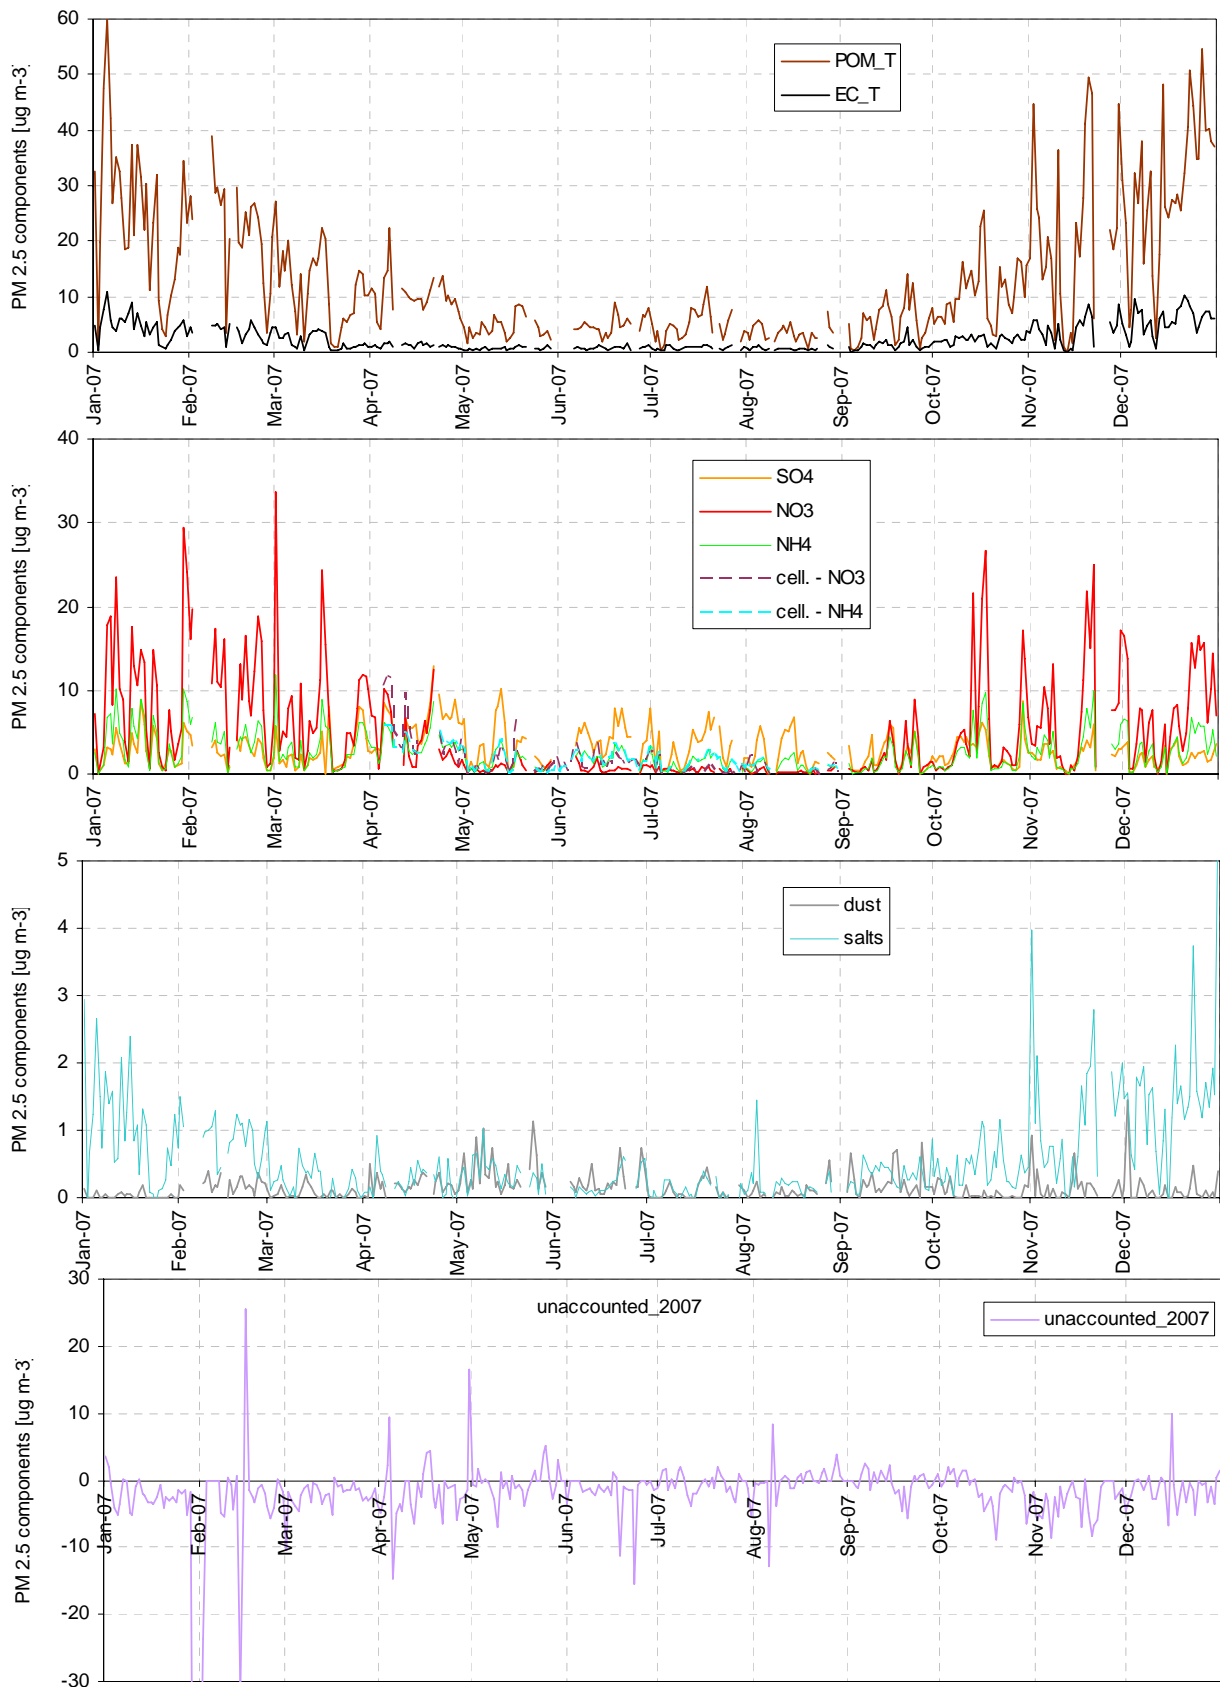 PM 2.5 components [ug m-3]
60
50
40
30
20
10
0
POM_T
EC_T
Jan-07
Feb-07
Mar-07
Apr-07
May-07
Jun-07
Jul-07
Aug-07
Sep-07
Oct-07
Nov-07
Dec-07
PM 2.5 components [ug m-3]
40
30
20
10
0
SO4
NO3
NH4
cell. - NO3
cell. - NH4
Jan-07
Feb-07
Mar-07
Apr-07
May-07
Jun-07
Jul-07
Aug-07
Sep-07
Oct-07
Nov-07
Dec-07
PM 2.5 components [ug m-3]
5
4
3
2
1
0
dust
salts
Jan-07
Feb-07
Mar-07
Apr-07
May-07
Jun-07
Jul-07
Aug-07
Sep-07
Oct-07
Nov-07
Dec-07
PM 2.5 components [ug m-3]
30
20
10
0
-10
-20
-30
unaccounted_2007
unaccounted_2007
Jan-07
Feb-07
Mar-07
Apr-07
May-07
Jun-07
Jul-07
Aug-07
Sep-07
Oct-07
Nov-07
Dec-07